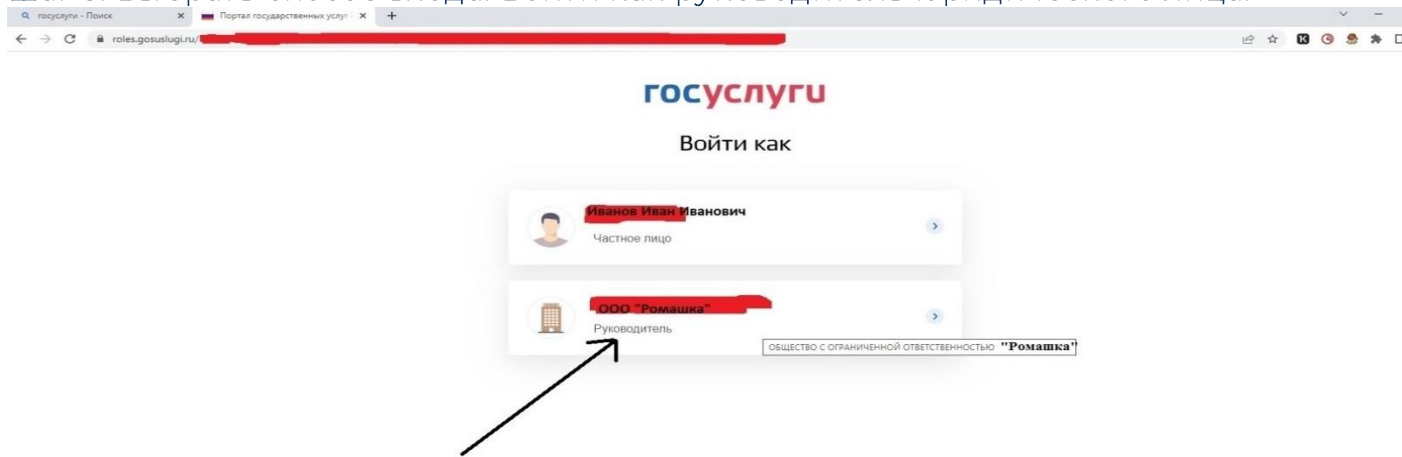 госуслуги - Поиск
Портал государственных услуг
roles.gosuslugi.ru/
госуслуги
Войти как
Иванов Иван Иванович
Частное лицо
ООО "Ромашка"
Руководитель
ОБЩЕСТВО С ОГРАНИЧЕННОЙ ОТВЕТСТВЕННОСТЬЮ "Ромашка"